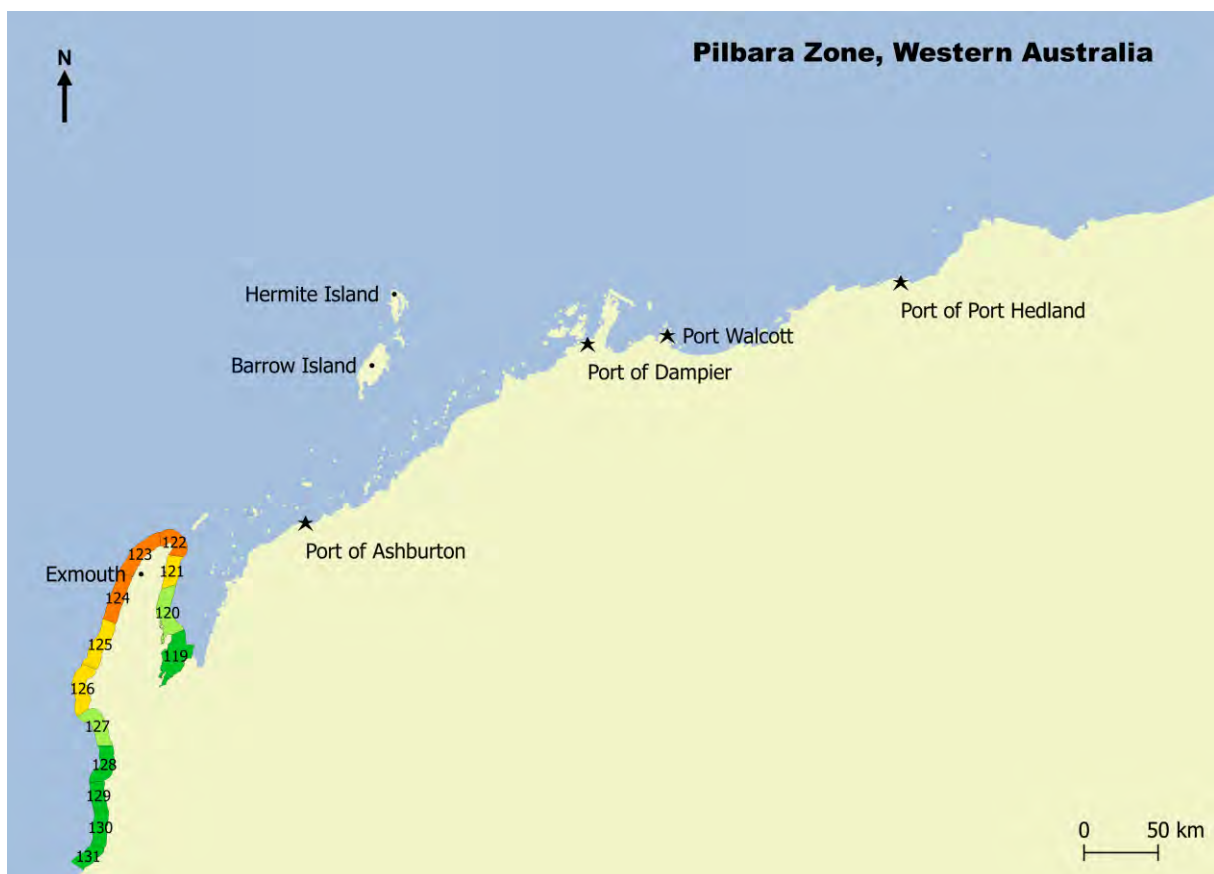 Pilbara Zone, Western Australia
N
Hermite Island
Port of Port Hedland
Port Walcott
Barrow Island
Port of Dampier
122
123
Port of Ashburton
121
Exmouth
124
120
125
119
126
127
128
129
130
0 50 km
131